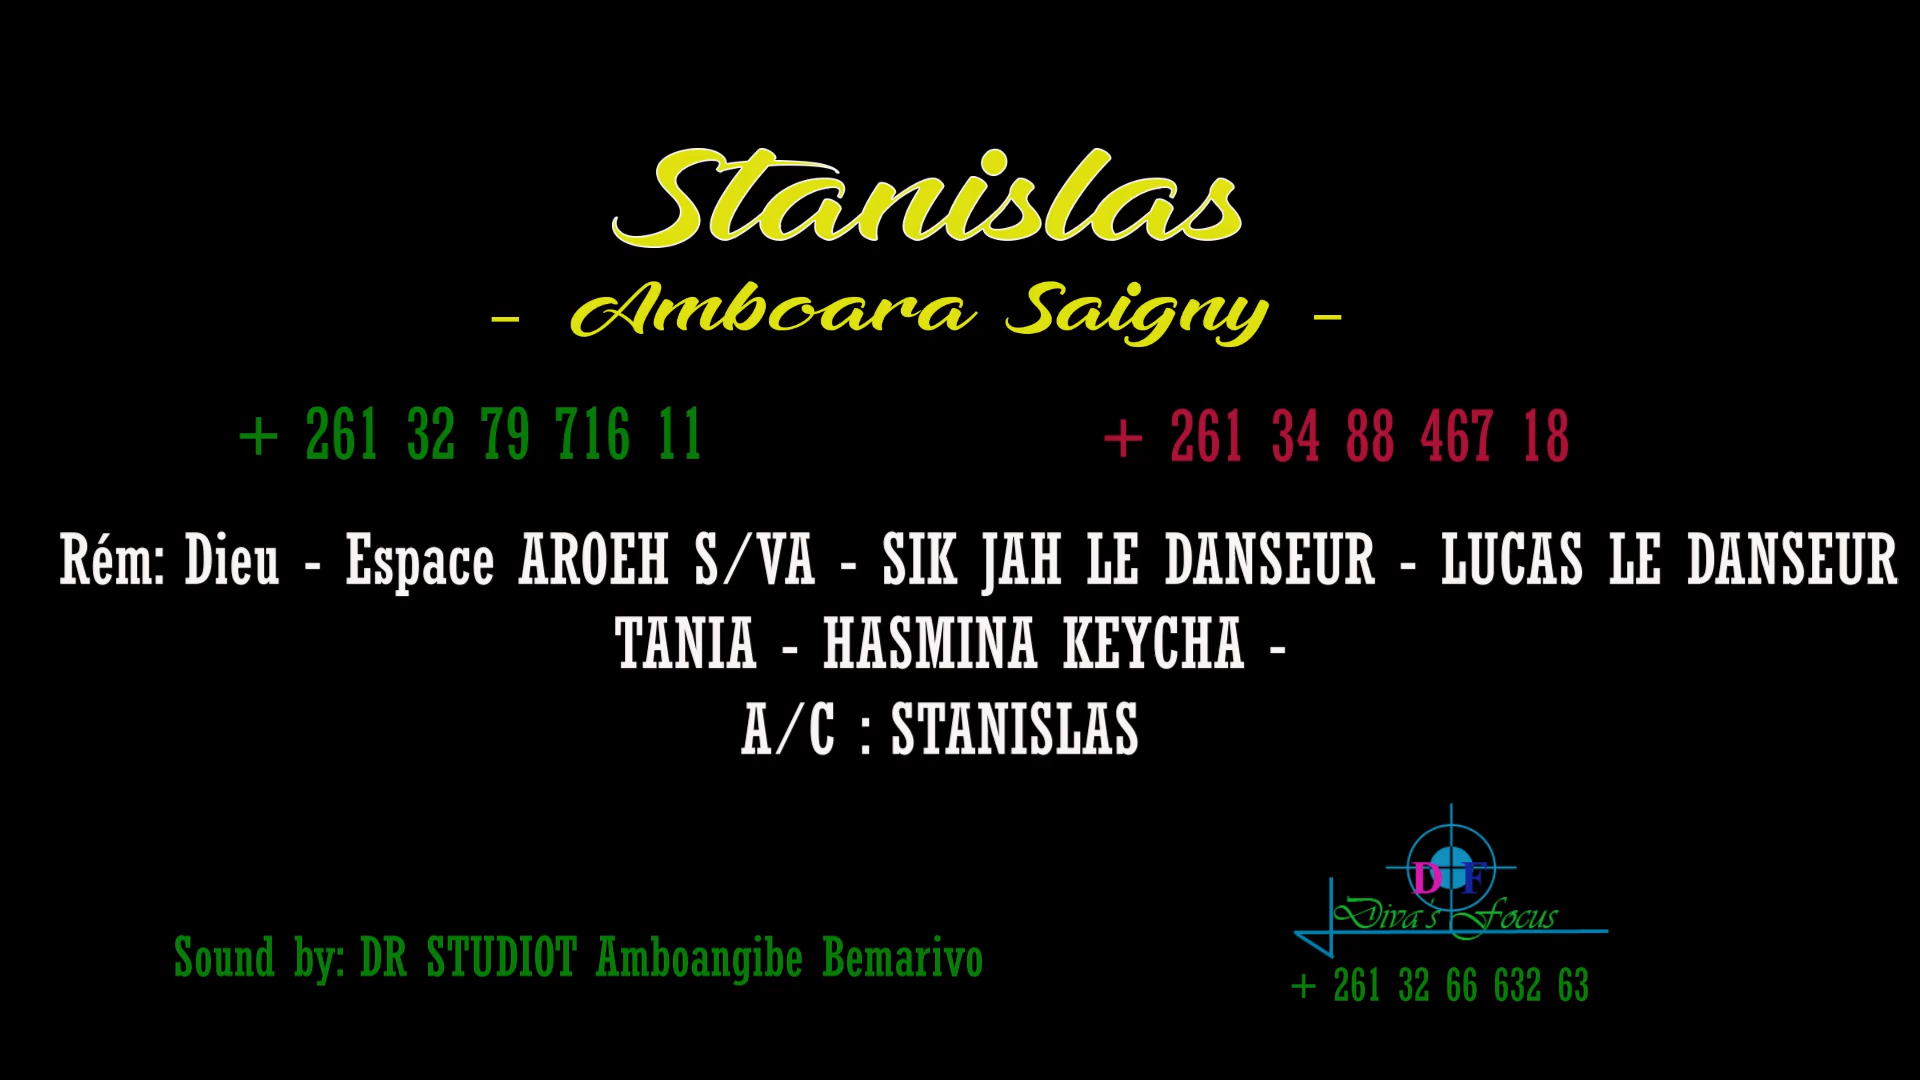 Stanislas
- Amboara Saigny -
+ 261 32 79 716 11
+ 261 34 88 467 18
Rém: Dieu - Espace AROEH S/VA - SIK JAH LE DANSEUR - LUCAS LE DANSEUR
TANIA - HASMINA KEYCHA -
A/C : STANISLAS
D F
Diva's Focus
Sound by: DR STUDIOT Amboangibe Bemarivo
+ 261 32 66 632 63